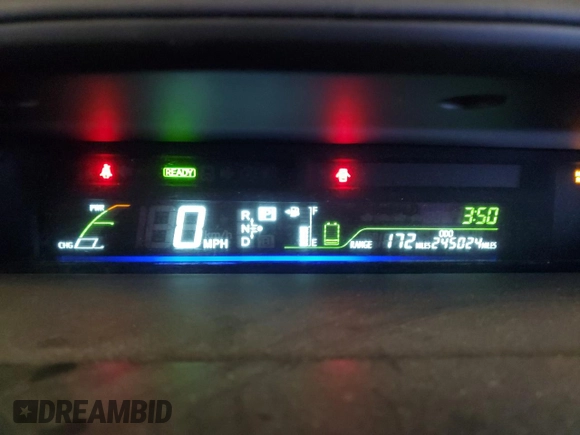 READY
PWR
CHG
0 MPH
R
N
D
P
F
E
3:50
RANGE 172 MILES
ODO
245024 MILES
DREAMBID